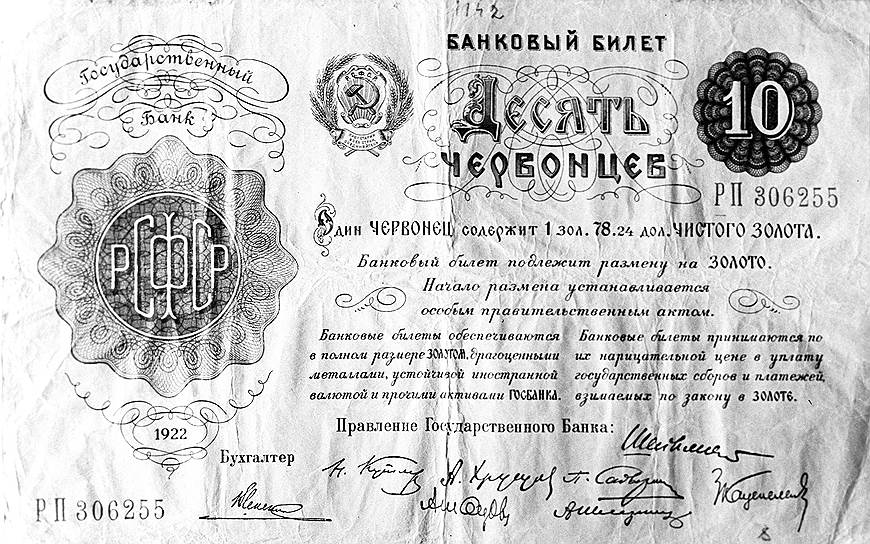 1142
БАНКОВЫЙ БИЛЕТ
Государственный
Банк
Десять
ЧЕРВОНЦЕВ
10
РП 306255
РСФСР
Один ЧЕРВОНЕЦ содержит 1 зол. 78.24 дол. ЧИСТОГО ЗОЛОТА.
Банковый билет подлежит размену на ЗОЛОТО.
Начало размена устанавливается
особым правительственным актом.
Банковые билеты обеспечиваются
в полном размере ЗОЛОТОМ, драгоценными
металлами, устойчивой иностранной
валютой и прочими активами ГОСБАНКА.
Банковые билеты принимаются по
их нарицательной цене в уплату
государственных сборов и платежей,
взимаемых по закону в ЗОЛОТЕ.
Правление Государственного Банка:
1922
Бухгалтер
РП 306255